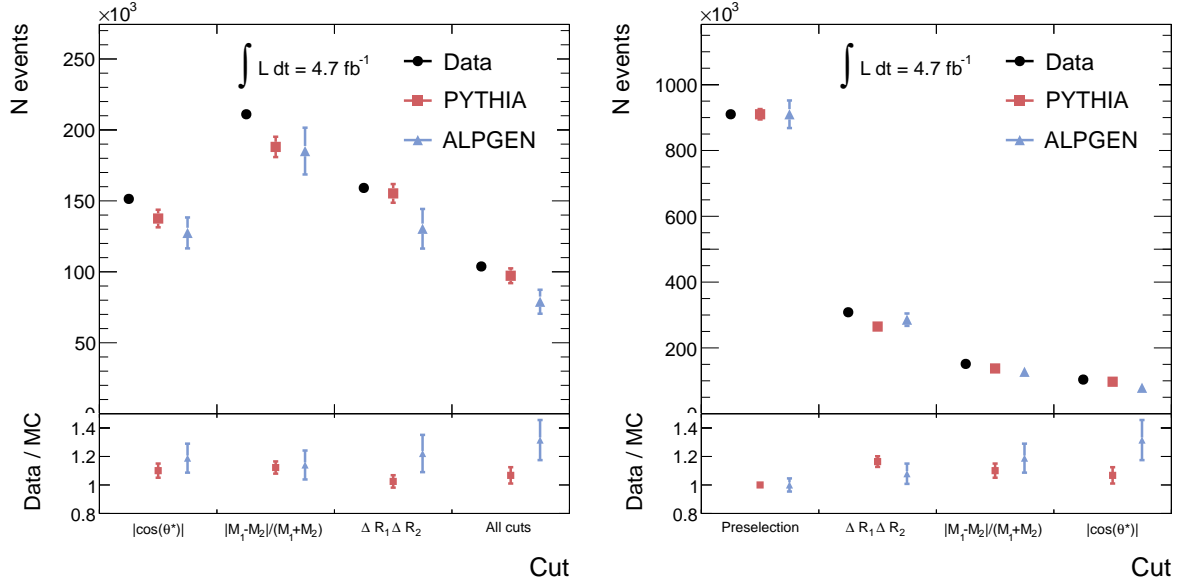 ×10³
N events
250
200
150
100
50
0
∫ L dt = 4.7 fb⁻¹
Data
PYTHIA
ALPGEN
Data / MC
1.4
1.2
1
0.8
|cos(θ*)|
|M₁-M₂|/(M₁+M₂)
Δ R₁ Δ R₂
All cuts
Cut
×10³
N events
1000
800
600
400
200
∫ L dt = 4.7 fb⁻¹
Data
PYTHIA
ALPGEN
Data / MC
1.4
1.2
1
0.8
Preselection
Δ R₁ Δ R₂
|M₁-M₂|/(M₁+M₂)
|cos(θ*)|
Cut